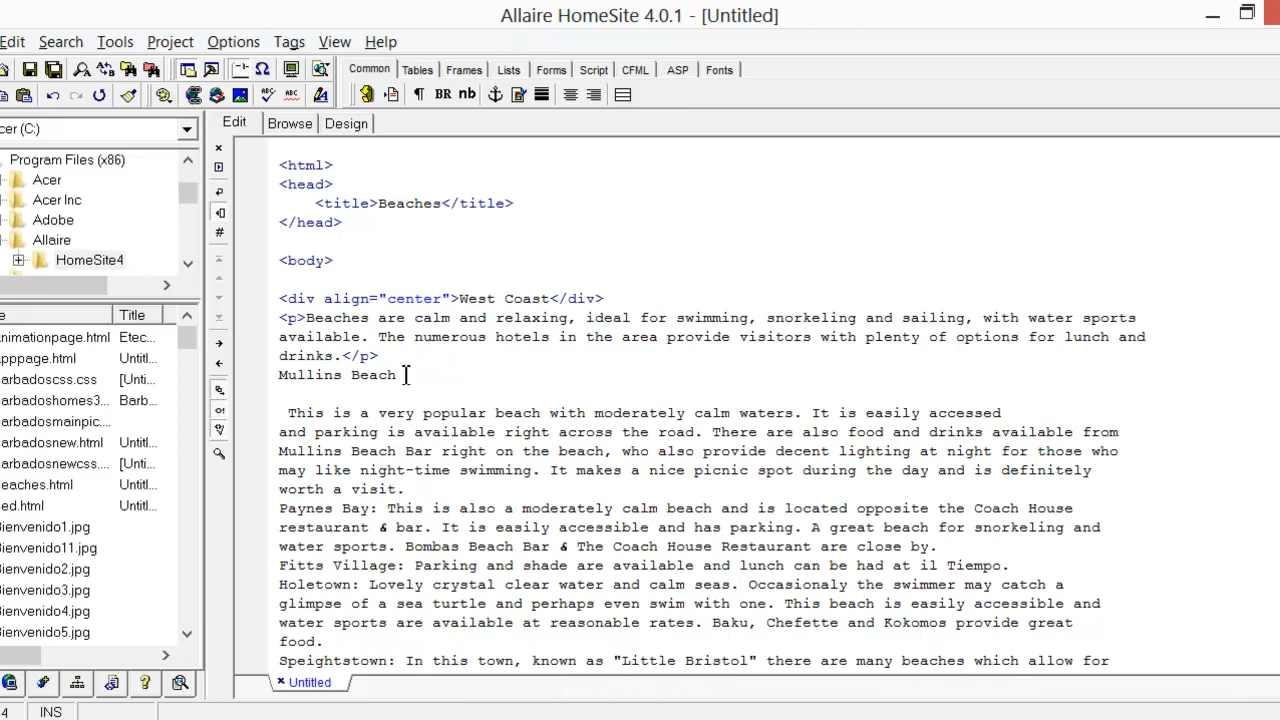 Allaire HomeSite 4.0.1 - [Untitled]
Edit Search Tools Project Options Tags View Help
Common Tables Frames Lists Forms Script CFML ASP Fonts
¶ BR nb
cer (C:)
Edit Browse Design
Program Files (x86)
Acer
Acer Inc
Adobe
Allaire
HomeSite4
e Title
nimationpage.html Etec...
pppage.html Untitl...
arbadoscss.css [Unti...
arbadoshomes3... Barb...
arbadosmainpic...
arbadosnew.html Untitl...
arbadosnewcss.... [Unti...
eaches.html Untitl...
ed.html Untitl...
Bienvenido1.jpg
Bienvenido11.jpg
Bienvenido2.jpg
Bienvenido3.jpg
Bienvenido4.jpg
Bienvenido5.jpg
<html>
<head>
<title>Beaches</title>
</head>
<body>
<div align="center">West Coast</div>
<p>Beaches are calm and relaxing, ideal for swimming, snorkeling and sailing, with water sports
available. The numerous hotels in the area provide visitors with plenty of options for lunch and
drinks.</p>
Mullins Beach
This is a very popular beach with moderately calm waters. It is easily accessed
and parking is available right across the road. There are also food and drinks available from
Mullins Beach Bar right on the beach, who also provide decent lighting at night for those who
may like night-time swimming. It makes a nice picnic spot during the day and is definitely
worth a visit.
Paynes Bay: This is also a moderately calm beach and is located opposite the Coach House
restaurant & bar. It is easily accessible and has parking. A great beach for snorkeling and
water sports. Bombas Beach Bar & The Coach House Restaurant are close by.
Fitts Village: Parking and shade are available and lunch can be had at il Tiempo.
Holetown: Lovely crystal clear water and calm seas. Occasionaly the swimmer may catch a
glimpse of a sea turtle and perhaps even swim with one. This beach is easily accessible and
water sports are available at reasonable rates. Baku, Chefette and Kokomos provide great
food.
Speightstown: In this town, known as "Little Bristol" there are many beaches which allow for
Untitled
4 INS